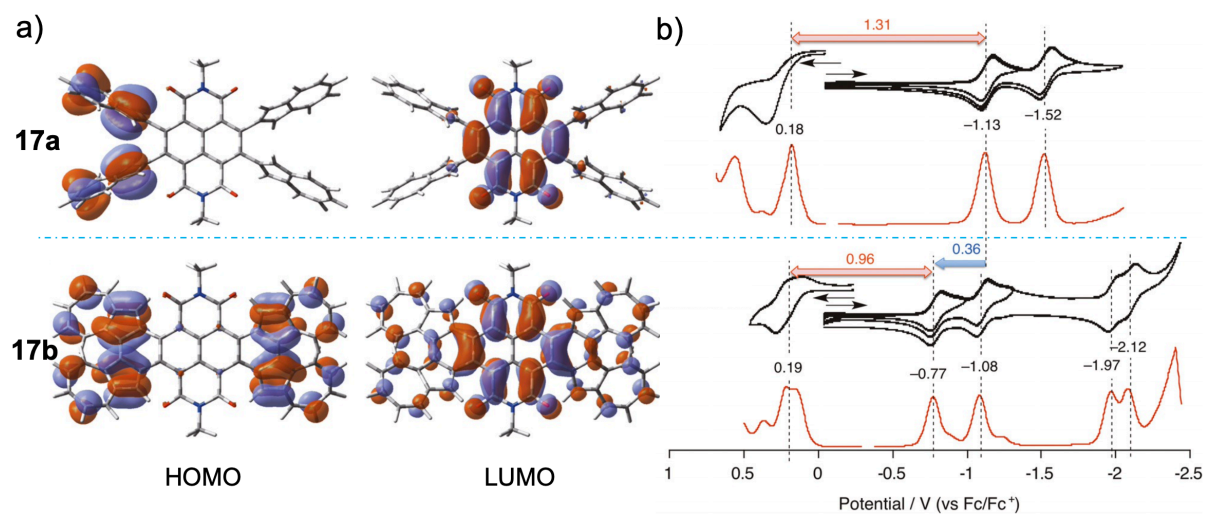 a)
b)
17a
1.31
0.18
−1.13
−1.52
0.96
0.36
17b
0.19
−0.77
−1.08
−1.97
−2.12
HOMO
LUMO
1
0.5
0
-0.5
-1
-1.5
-2
-2.5
Potential / V (vs Fc/Fc+)